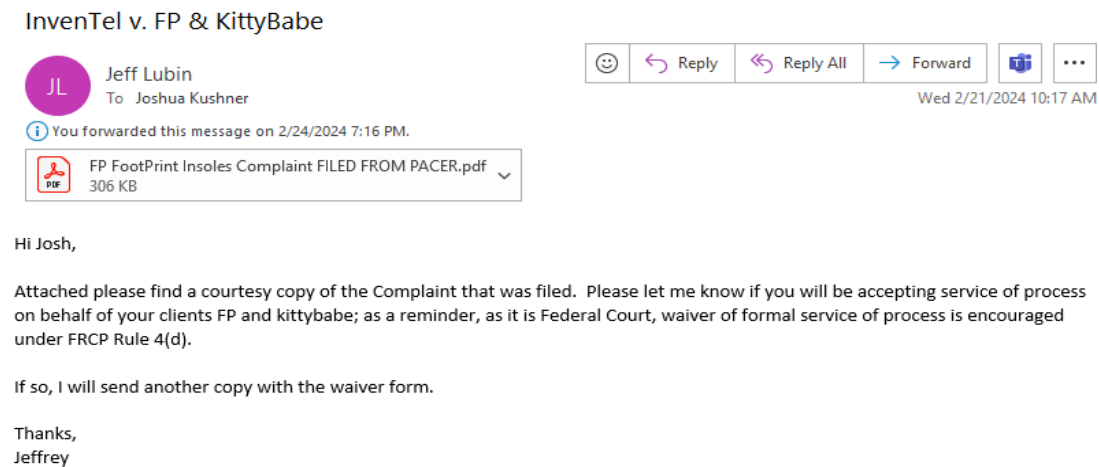 InvenTel v. FP & KittyBabe
JL
Jeff Lubin
To Joshua Kushner
Reply
Reply All
Forward
Wed 2/21/2024 10:17 AM
You forwarded this message on 2/24/2024 7:16 PM.
PDF
FP FootPrint Insoles Complaint FILED FROM PACER.pdf
306 KB
Hi Josh,
Attached please find a courtesy copy of the Complaint that was filed.  Please let me know if you will be accepting service of process
on behalf of your clients FP and kittybabe; as a reminder, as it is Federal Court, waiver of formal service of process is encouraged
under FRCP Rule 4(d).
If so, I will send another copy with the waiver form.
Thanks,
Jeffrey